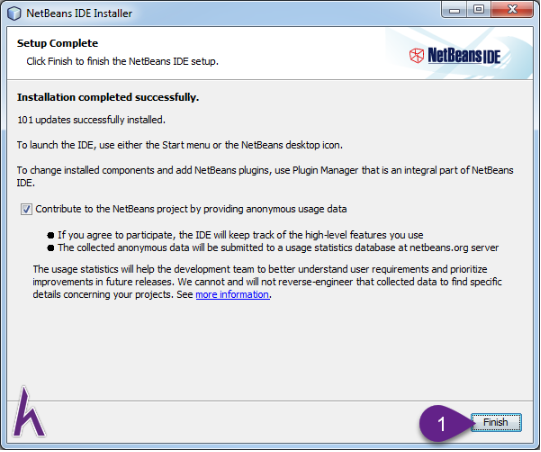 NetBeans IDE Installer
Setup Complete
Click Finish to finish the NetBeans IDE setup.
NetBeans IDE
Installation completed successfully.
101 updates successfully installed.
To launch the IDE, use either the Start menu or the NetBeans desktop icon.
To change installed components and add NetBeans plugins, use Plugin Manager that is an integral part of NetBeans
IDE.
Contribute to the NetBeans project by providing anonymous usage data
● If you agree to participate, the IDE will keep track of the high-level features you use
● The collected anonymous data will be submitted to a usage statistics database at netbeans.org server
The usage statistics will help the development team to better understand user requirements and prioritize
improvements in future releases. We cannot and will not reverse-engineer that collected data to find specific
details concerning your projects. See more information.
1
Finish